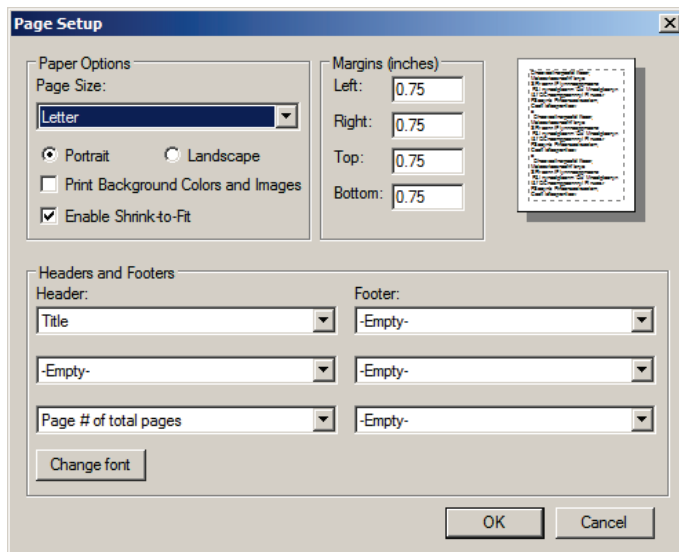 Page Setup
Paper Options
Page Size:
Letter
Portrait
Landscape
Print Background Colors and Images
Enable Shrink-to-Fit
Margins (inches)
Left: 0.75
Right: 0.75
Top: 0.75
Bottom: 0.75
Headers and Footers
Header: Footer:
Title -Empty-
-Empty- -Empty-
Page # of total pages -Empty-
Change font
OK Cancel